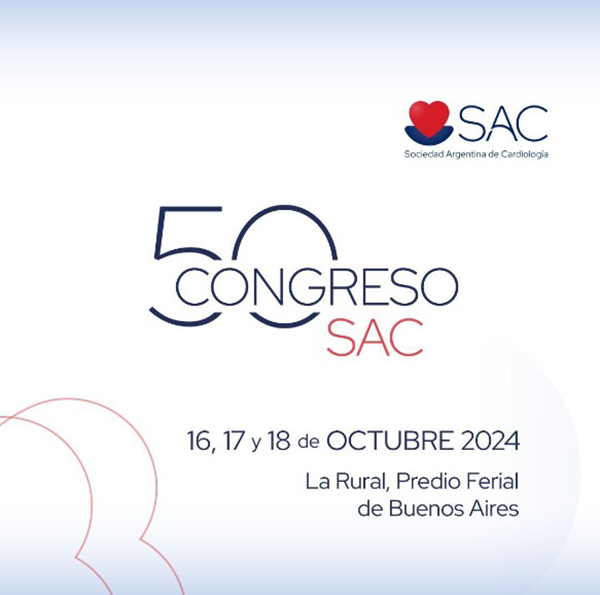 SAC
Sociedad Argentina de Cardiología
50
CONGRESO
SAC
16, 17 y 18 de OCTUBRE 2024
La Rural, Predio Ferial
de Buenos Aires